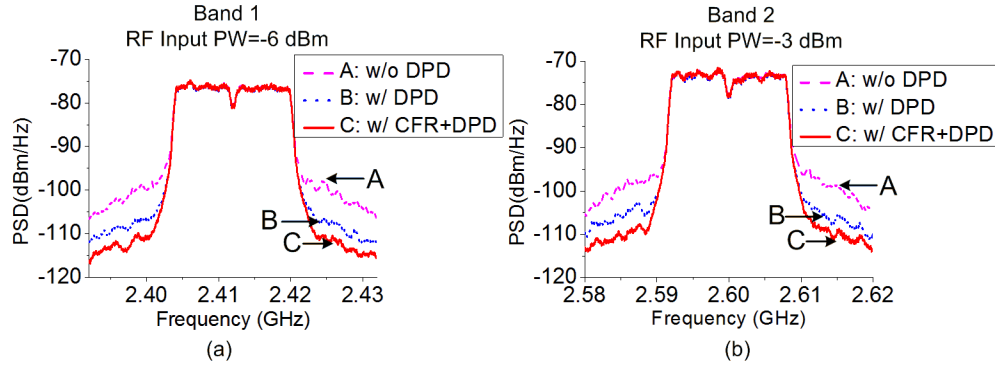 Band 1
RF Input PW=-6 dBm
-70
-80
-90
-100
-110
-120
PSD(dBm/Hz)
A: w/o DPD
B: w/ DPD
C: w/ CFR+DPD
A
B
C
2.40 2.41 2.42 2.43
Frequency (GHz)
(a)
Band 2
RF Input PW=-3 dBm
-70
-80
-90
-100
-110
-120
PSD(dBm/Hz)
A: w/o DPD
B: w/ DPD
C: w/ CFR+DPD
A
B
C
2.58 2.59 2.60 2.61 2.62
Frequency (GHz)
(b)